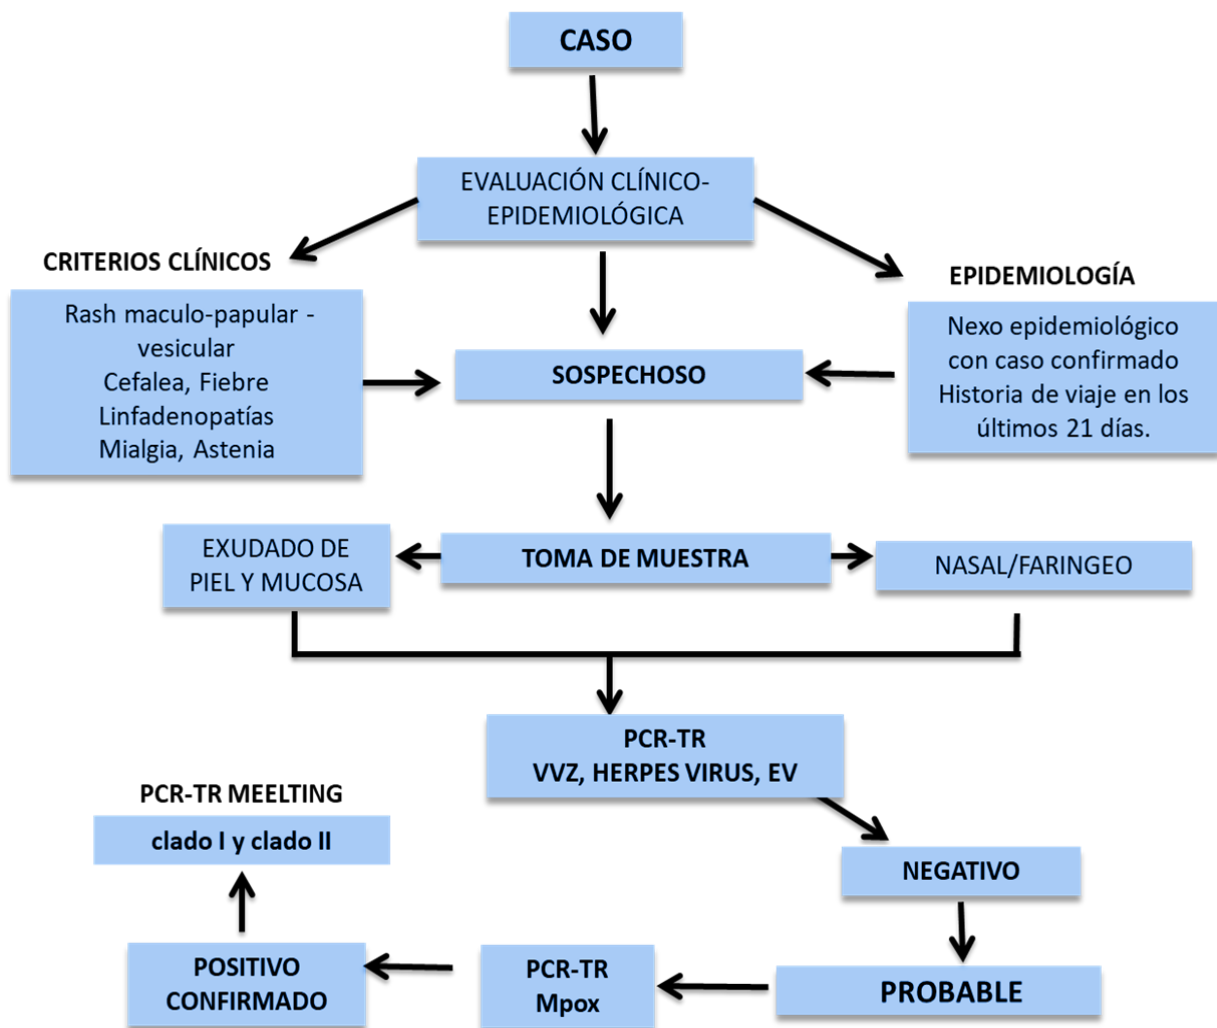 CASO
EVALUACIÓN CLÍNICO-
EPIDEMIOLÓGICA
CRITERIOS CLÍNICOS
Rash maculo-papular -
vesicular
Cefalea, Fiebre
Linfadenopatías
Mialgia, Astenia
EPIDEMIOLOGÍA
Nexo epidemiológico
con caso confirmado
Historia de viaje en los
últimos 21 días.
SOSPECHOSO
TOMA DE MUESTRA
EXUDADO DE
PIEL Y MUCOSA
NASAL/FARINGEO
PCR-TR
VVZ, HERPES VIRUS, EV
NEGATIVO
PROBABLE
PCR-TR
Mpox
POSITIVO
CONFIRMADO
PCR-TR MEELTING
clado I y clado II